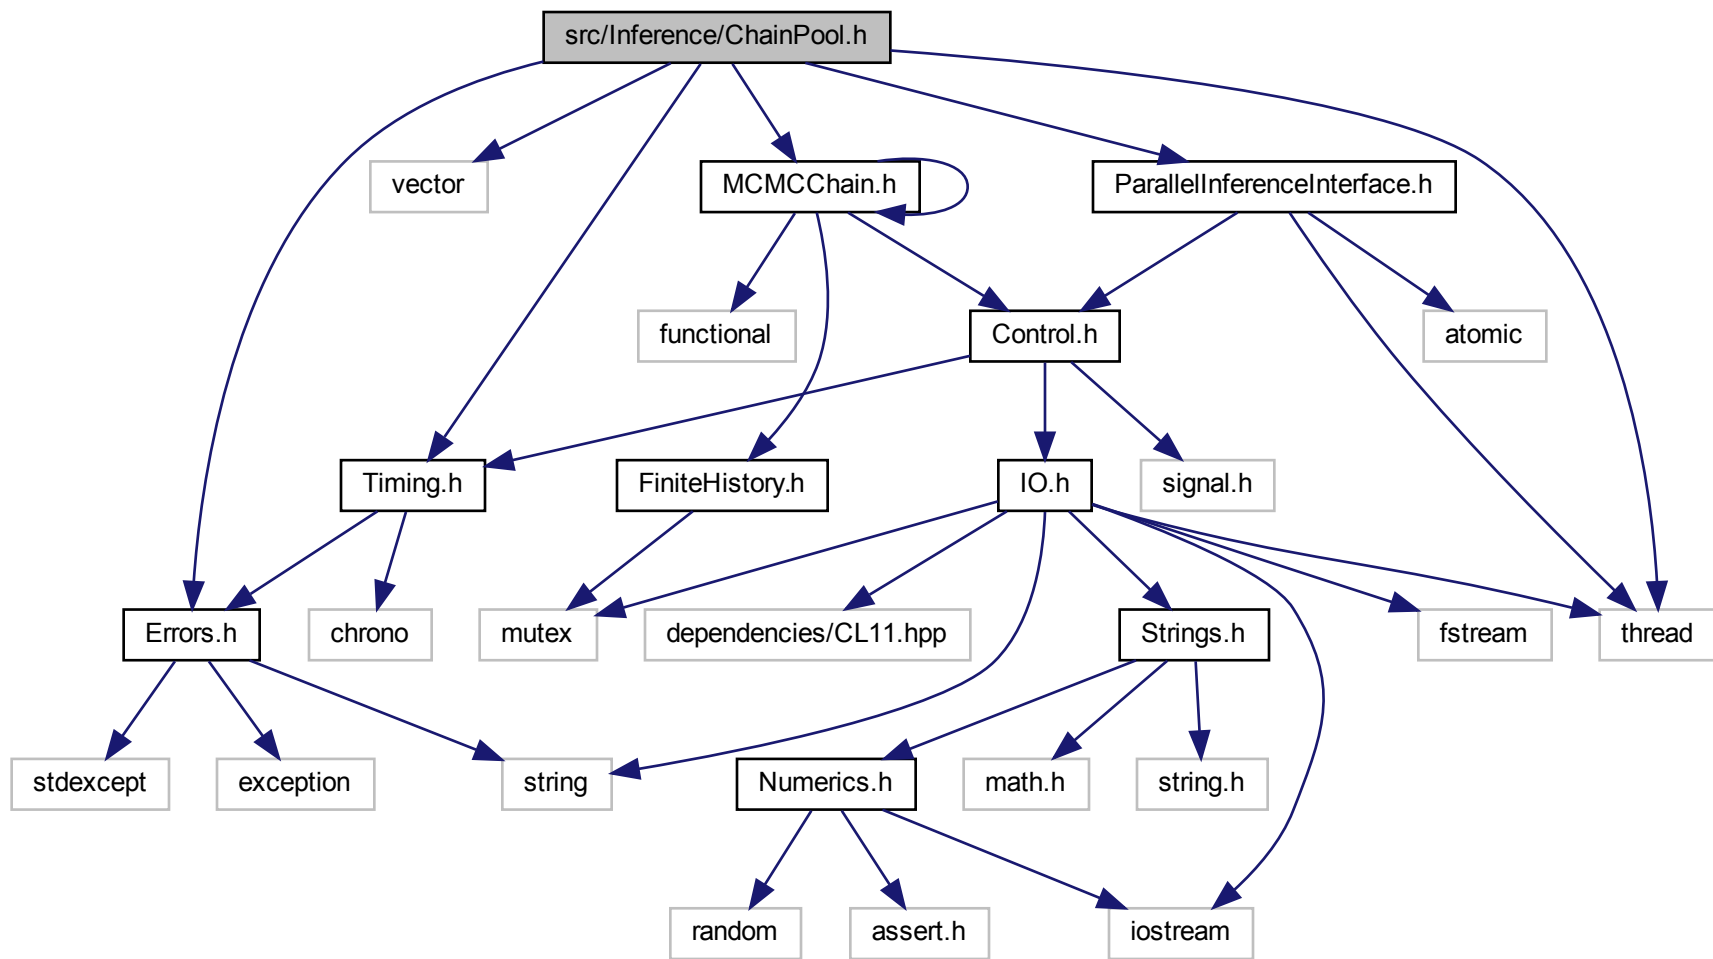 src/Inference/ChainPool.h
vector
MCMCChain.h
ParallelInferenceInterface.h
functional
Control.h
atomic
Timing.h
FiniteHistory.h
IO.h
signal.h
Errors.h
chrono
mutex
dependencies/CL11.hpp
Strings.h
fstream
thread
stdexcept
exception
string
Numerics.h
math.h
string.h
random
assert.h
iostream